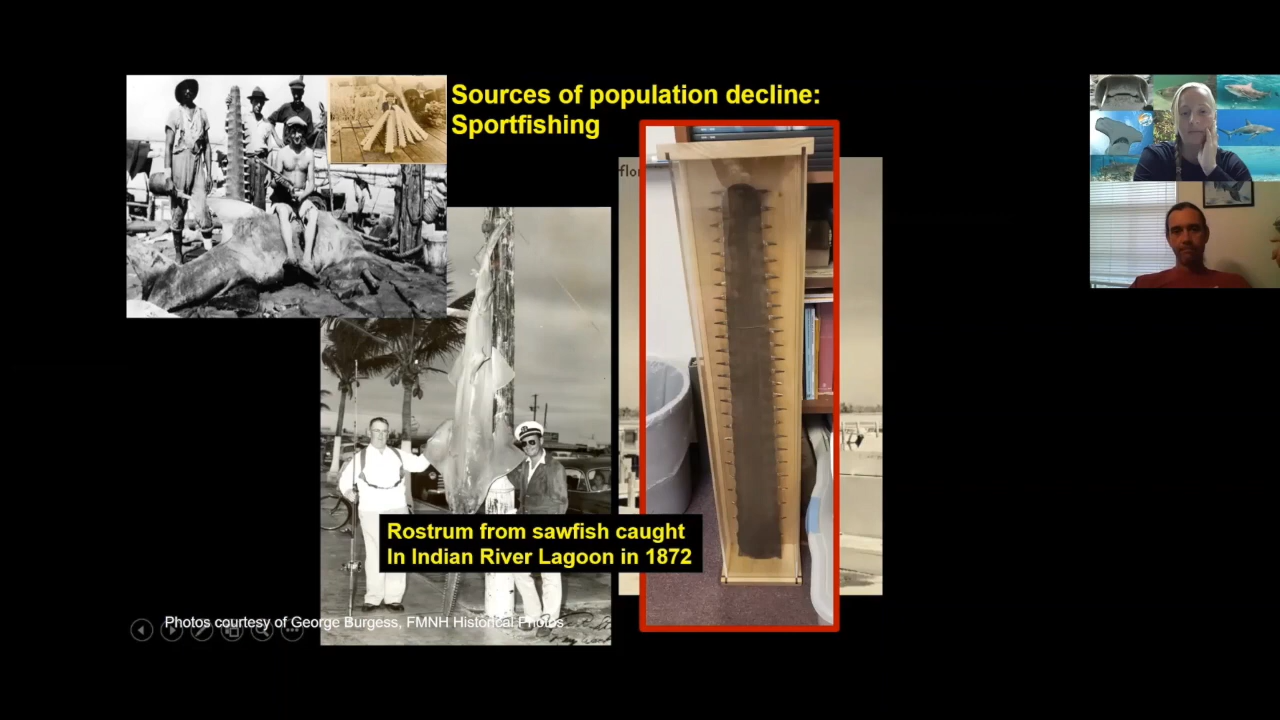 Sources of population decline:
Sportfishing
flo
Rostrum from sawfish caught
In Indian River Lagoon in 1872
Photos courtesy of George Burgess, FMNH Historical Photos